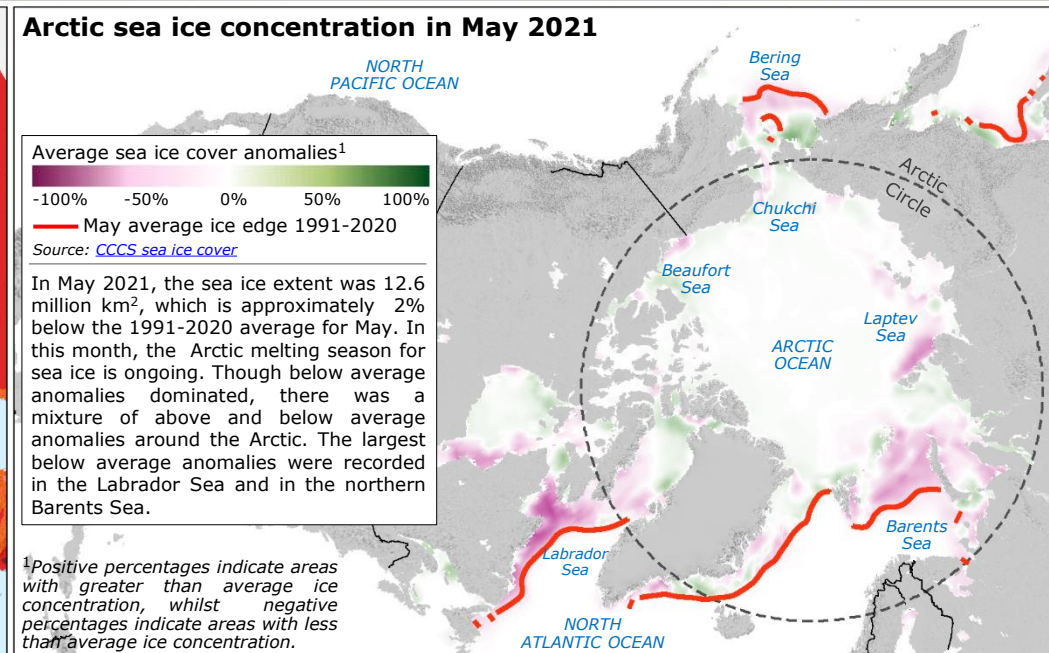 Arctic sea ice concentration in May 2021
NORTH
PACIFIC OCEAN
Bering
Sea
Average sea ice cover anomalies¹
-100% -50% 0% 50% 100%
May average ice edge 1991-2020
Source: CCCS sea ice cover
In May 2021, the sea ice extent was 12.6
million km², which is approximately 2%
below the 1991-2020 average for May. In
this month, the Arctic melting season for
sea ice is ongoing. Though below average
anomalies dominated, there was a
mixture of above and below average
anomalies around the Arctic. The largest
below average anomalies were recorded
in the Labrador Sea and in the northern
Barents Sea.
Arctic
Circle
Chukchi
Sea
Beaufort
Sea
Laptev
Sea
ARCTIC
OCEAN
Barents
Sea
Labrador
Sea
NORTH
ATLANTIC OCEAN
¹Positive percentages indicate areas
with greater than average ice
concentration, whilst negative
percentages indicate areas with less
than average ice concentration.